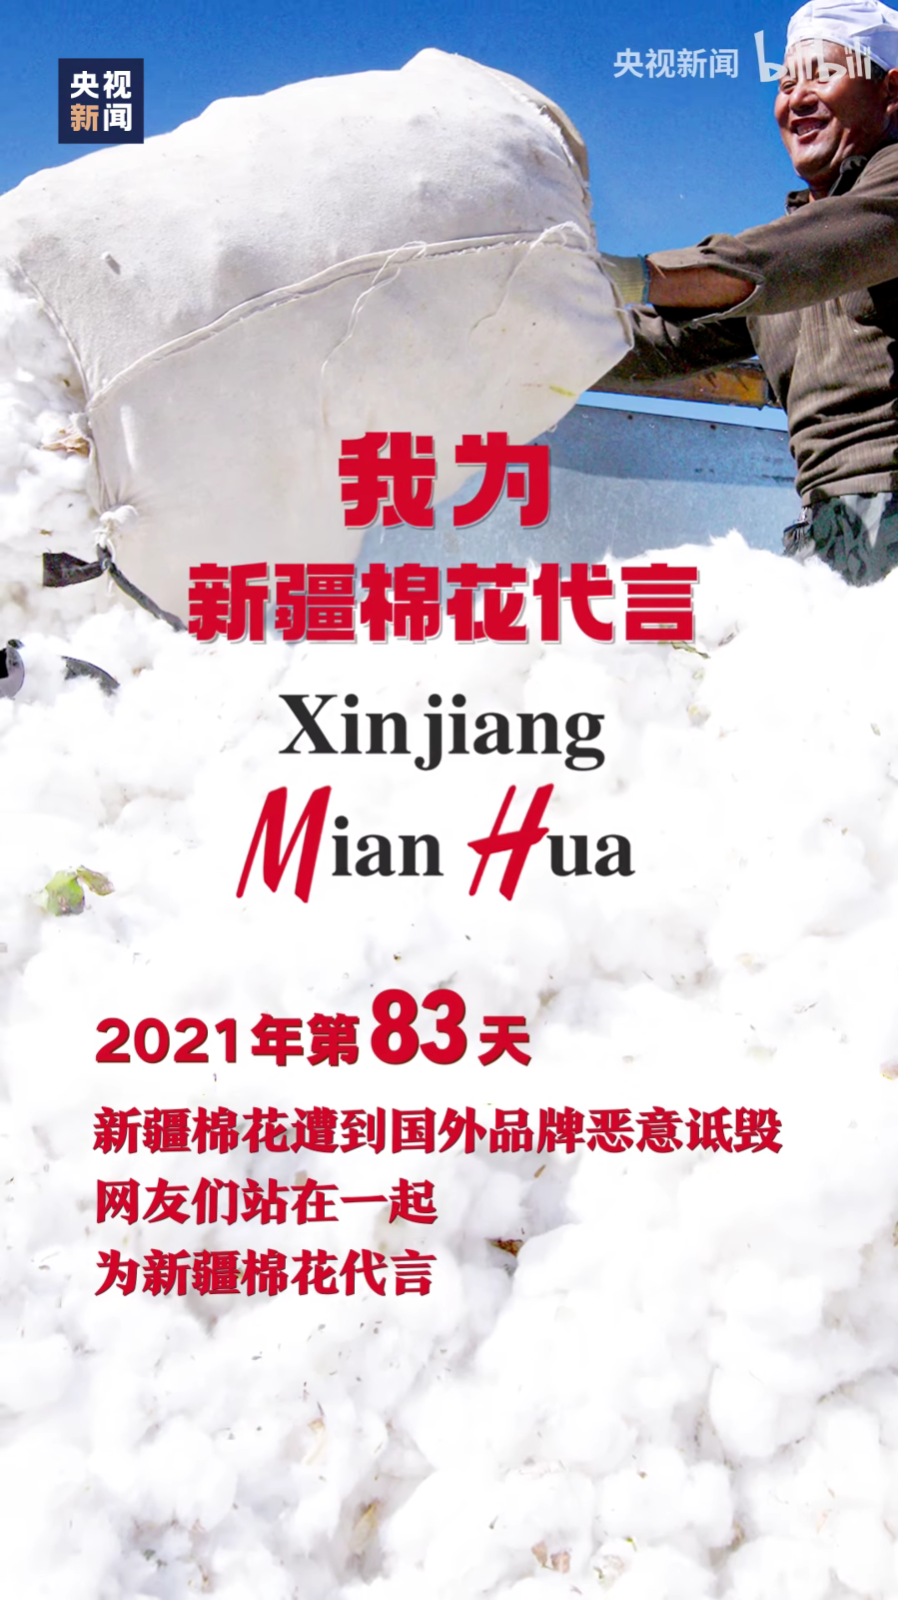 央视
新闻
央视新闻 bilibili
我为
新疆棉花代言
Xinjiang
Mian Hua
2021年第83天
新疆棉花遭到国外品牌恶意诋毁
网友们站在一起
为新疆棉花代言